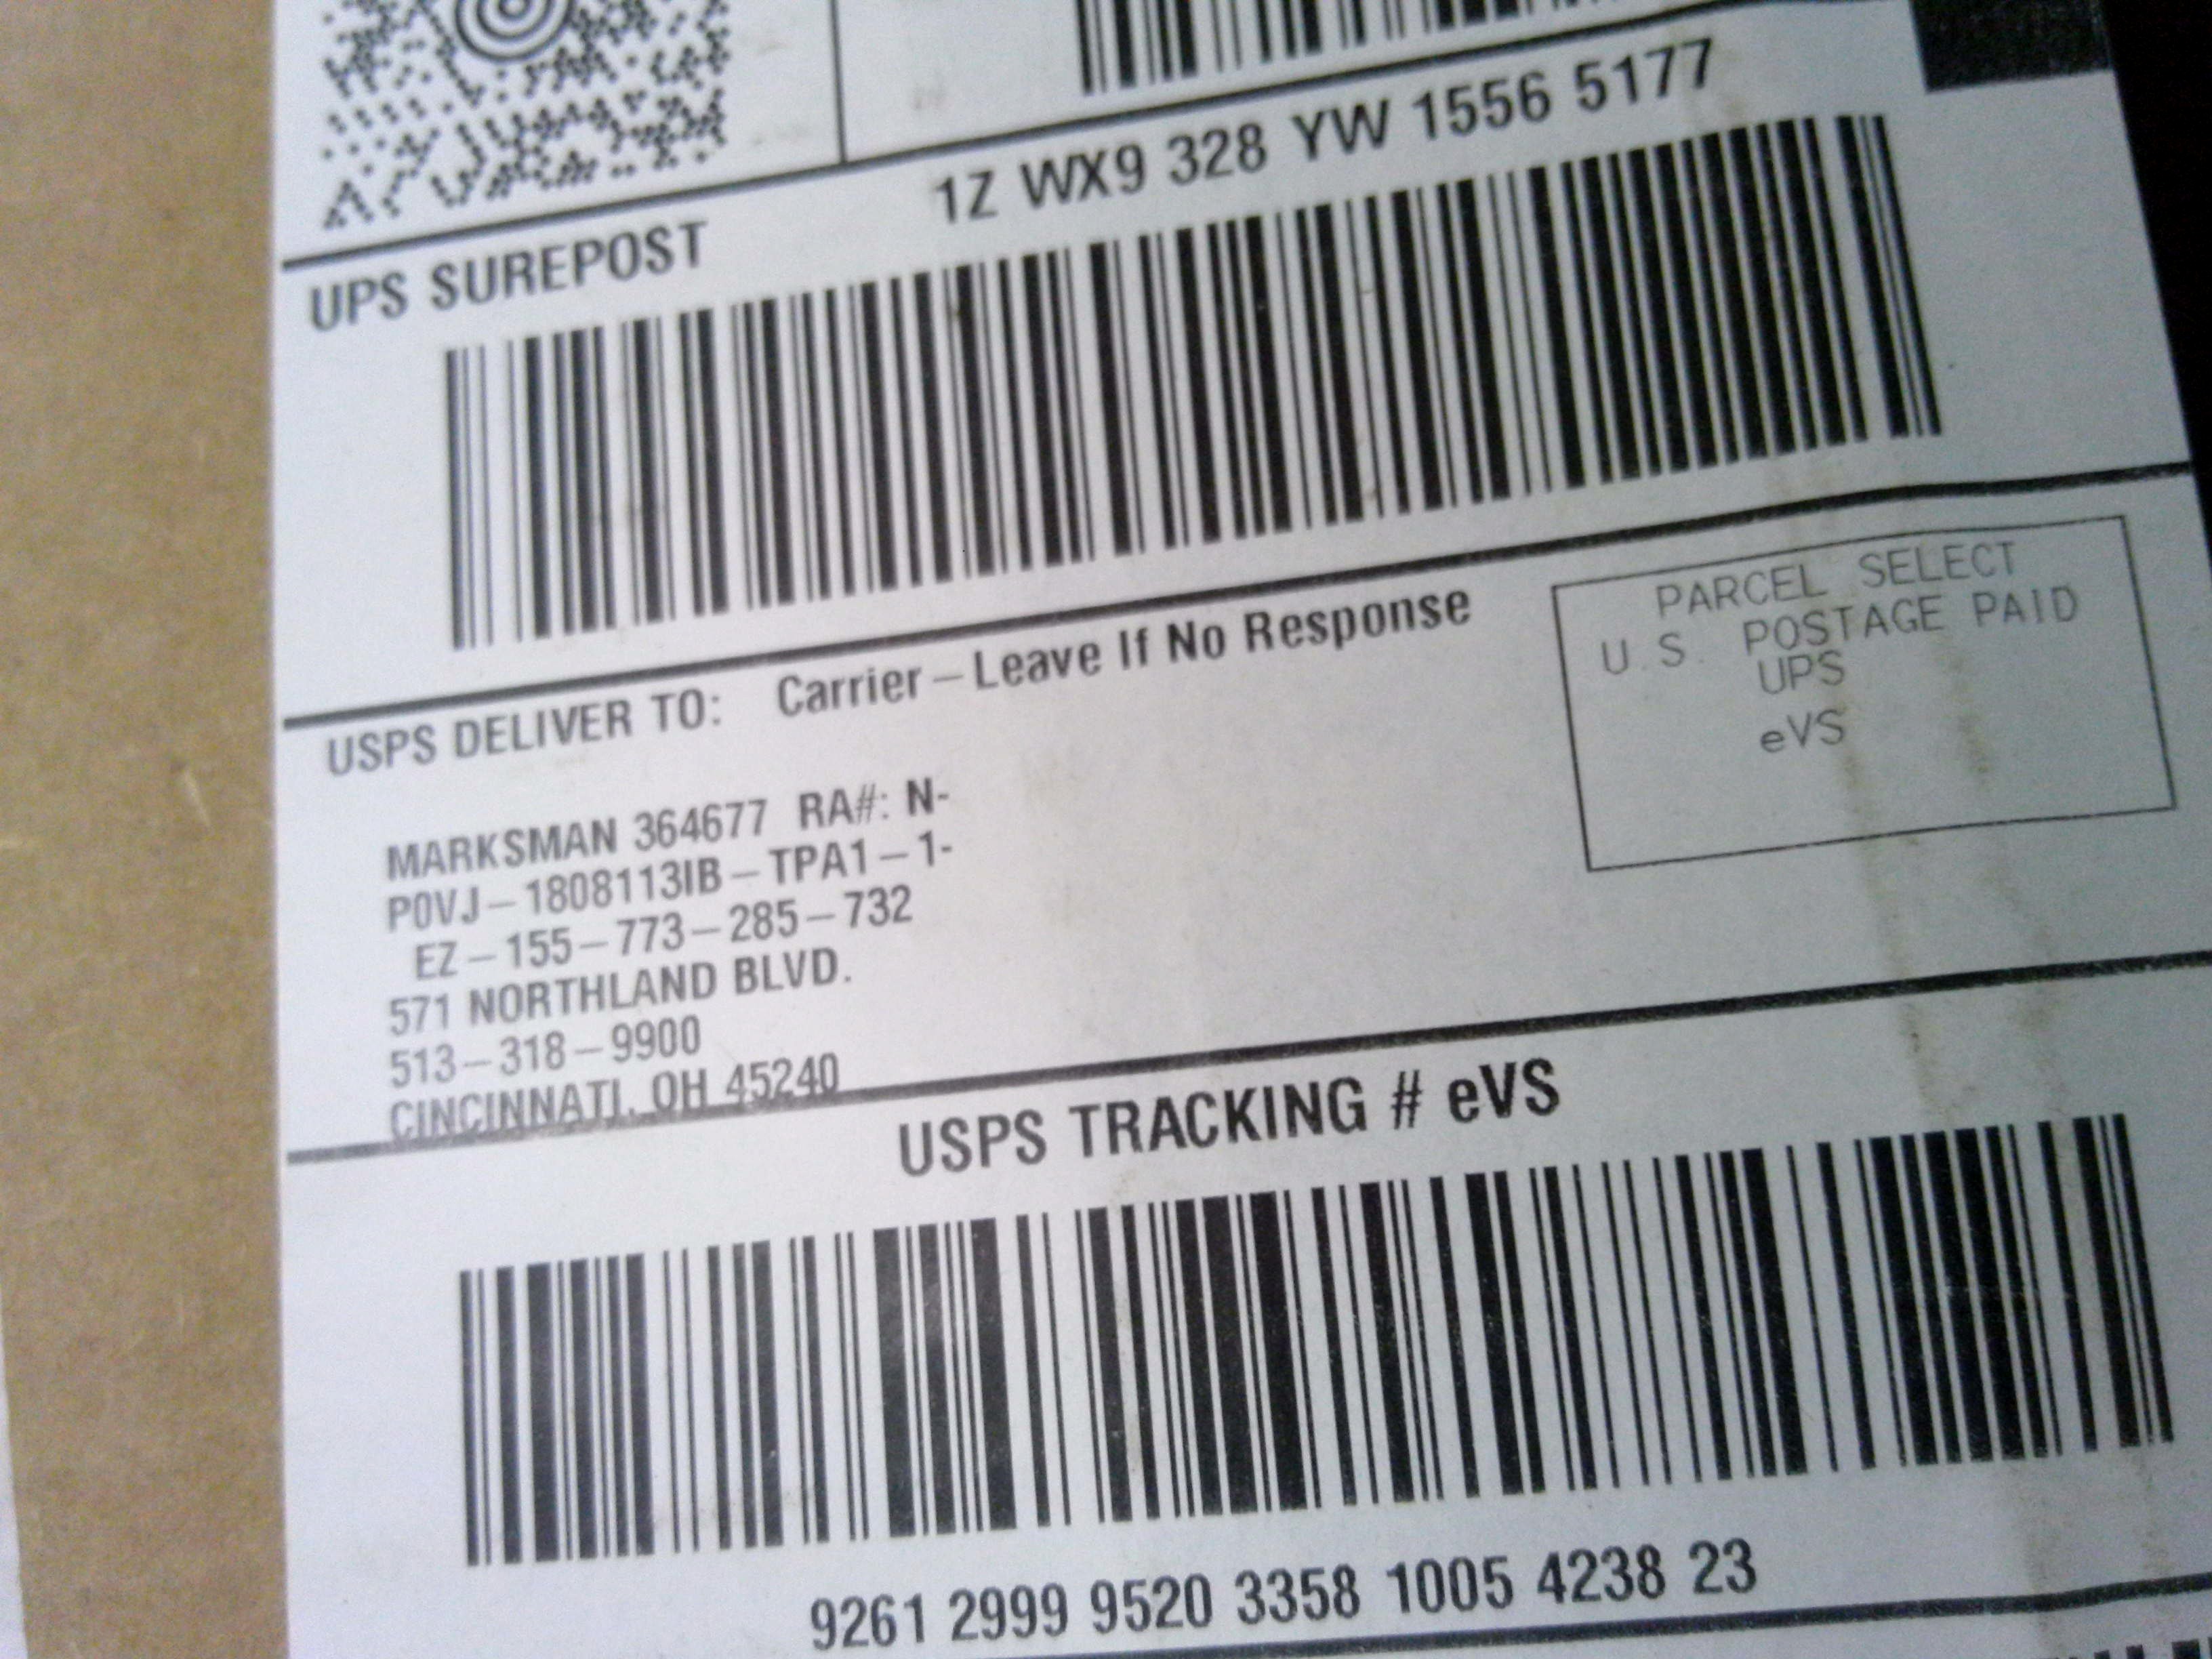 1Z WX9 328 YW 1556 5177
UPS SUREPOST
USPS DELIVER TO: Carrier – Leave If No Response
PARCEL SELECT
U.S. POSTAGE PAID
UPS
eVS
MARKSMAN 364677 RA#: N-
P0VJ – 1808113IB – TPA1 – 1-
EZ – 155 – 773 – 285 – 732
571 NORTHLAND BLVD.
513 – 318 – 9900
CINCINNATI, OH 45240
USPS TRACKING # eVS
9261 2999 9520 3358 1005 4238 23